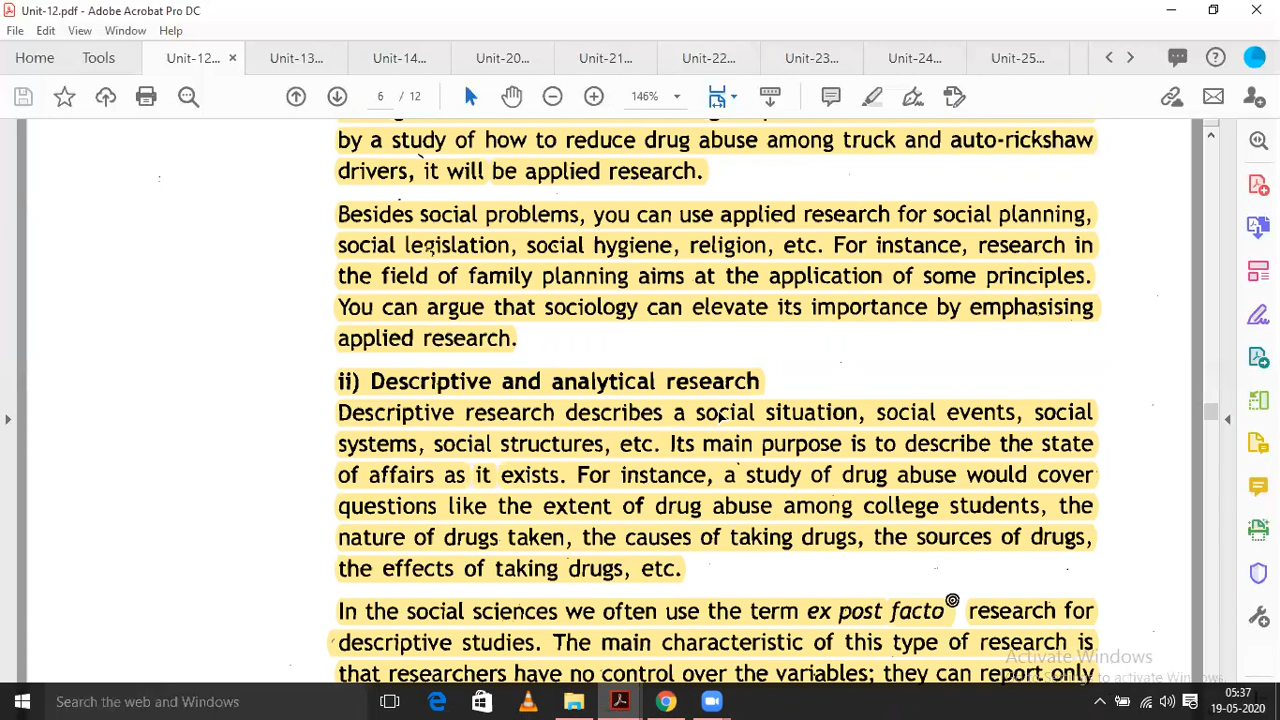 Unit-12.pdf - Adobe Acrobat Pro DC
File Edit View Window Help
Home Tools Unit-12... × Unit-13... Unit-14... Unit-20... Unit-21... Unit-22... Unit-23... Unit-24... Unit-25...
6 / 12 146%
by a study of how to reduce drug abuse among truck and auto-rickshaw
drivers, it will be applied research.
Besides social problems, you can use applied research for social planning,
social legislation, social hygiene, religion, etc. For instance, research in
the field of family planning aims at the application of some principles.
You can argue that sociology can elevate its importance by emphasising
applied research.
ii) Descriptive and analytical research
Descriptive research describes a social situation, social events, social
systems, social structures, etc. Its main purpose is to describe the state
of affairs as it exists. For instance, a study of drug abuse would cover
questions like the extent of drug abuse among college students, the
nature of drugs taken, the causes of taking drugs, the sources of drugs,
the effects of taking drugs, etc.
In the social sciences we often use the term ex post facto research for
descriptive studies. The main characteristic of this type of research is
that researchers have no control over the variables; they can report only
Activate Windows
Go to Settings to activate Windows.
Search the web and Windows
05:37
19-05-2020